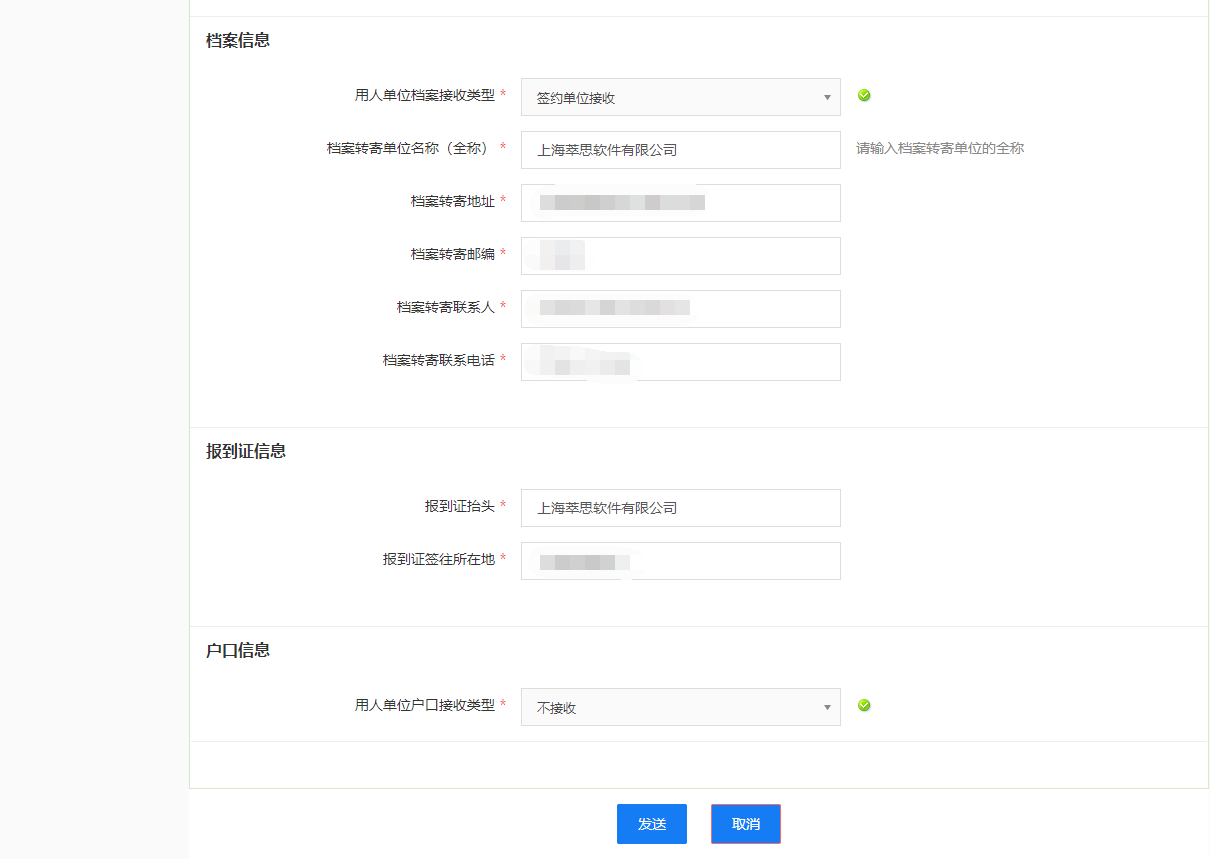 档案信息
用人单位档案接收类型 * 签约单位接收
档案转寄单位名称（全称） * 上海萃思软件有限公司 请输入档案转寄单位的全称
档案转寄地址 *
档案转寄邮编 *
档案转寄联系人 *
档案转寄联系电话 *
报到证信息
报到证抬头 * 上海萃思软件有限公司
报到证签往所在地 *
户口信息
用人单位户口接收类型 * 不接收
发送 取消